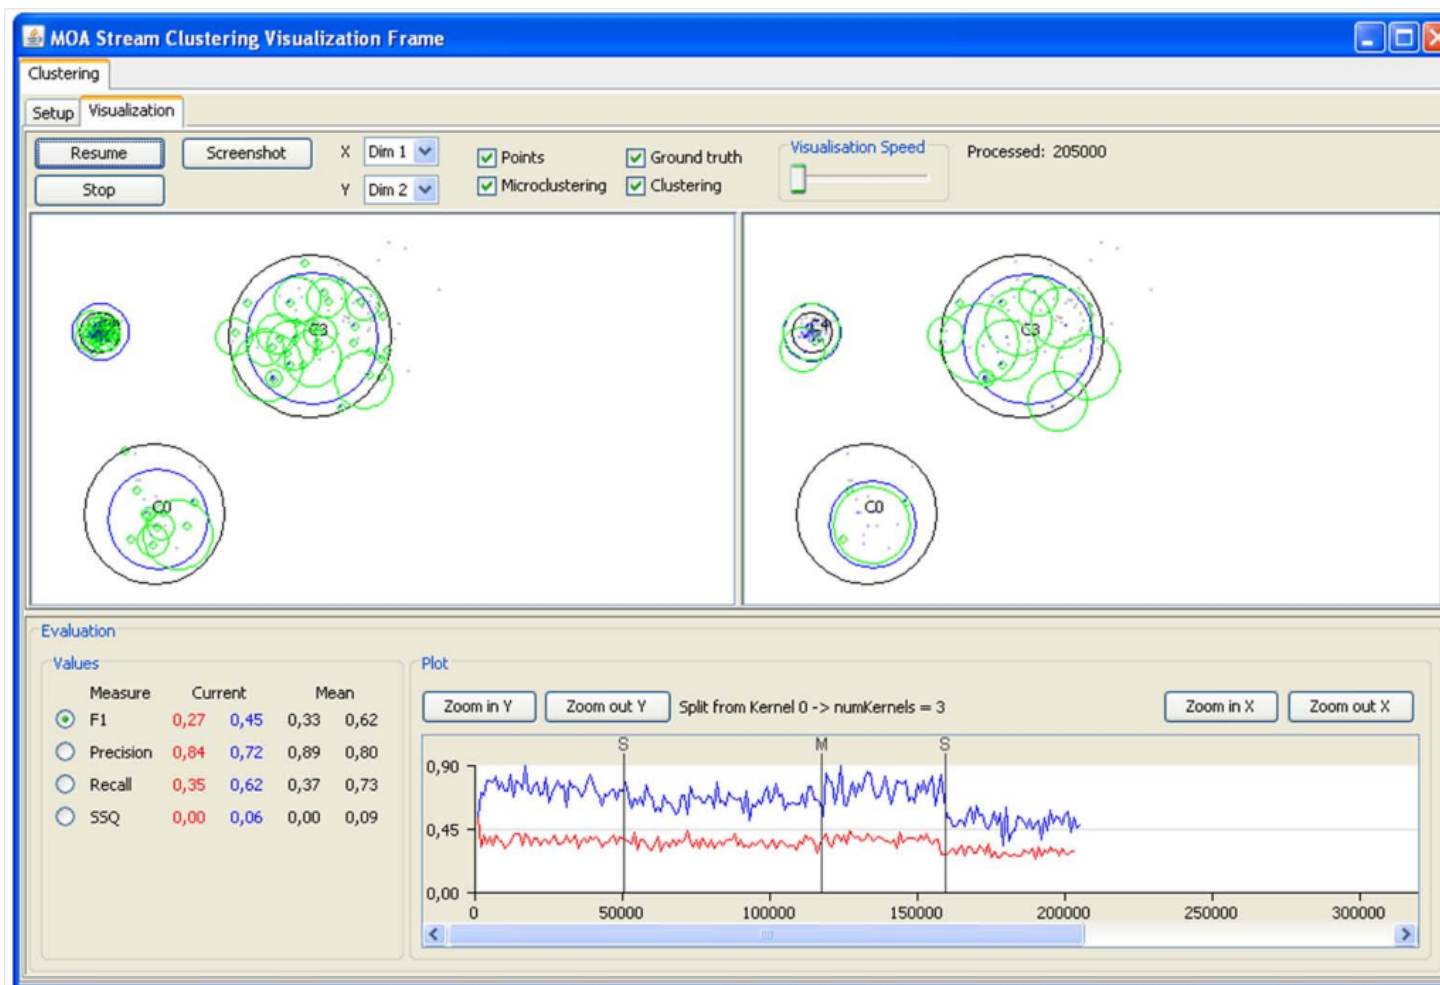 MOA Stream Clustering Visualization Frame
Clustering
Setup Visualization
Resume Screenshot X Dim 1 Points Ground truth Visualisation Speed Processed: 205000
Stop Y Dim 2 Microclustering Clustering
C3 C4 C3
C0 C0
Evaluation
Values Plot
Measure Current Mean
F1 0,27 0,45 0,33 0,62
Precision 0,84 0,72 0,89 0,80
Recall 0,35 0,62 0,37 0,73
SSQ 0,00 0,06 0,00 0,09
Zoom in Y Zoom out Y Split from Kernel 0 -> numKernels = 3 Zoom in X Zoom out X
S M S
0,90
0,45
0,00
0 50000 100000 150000 200000 250000 300000